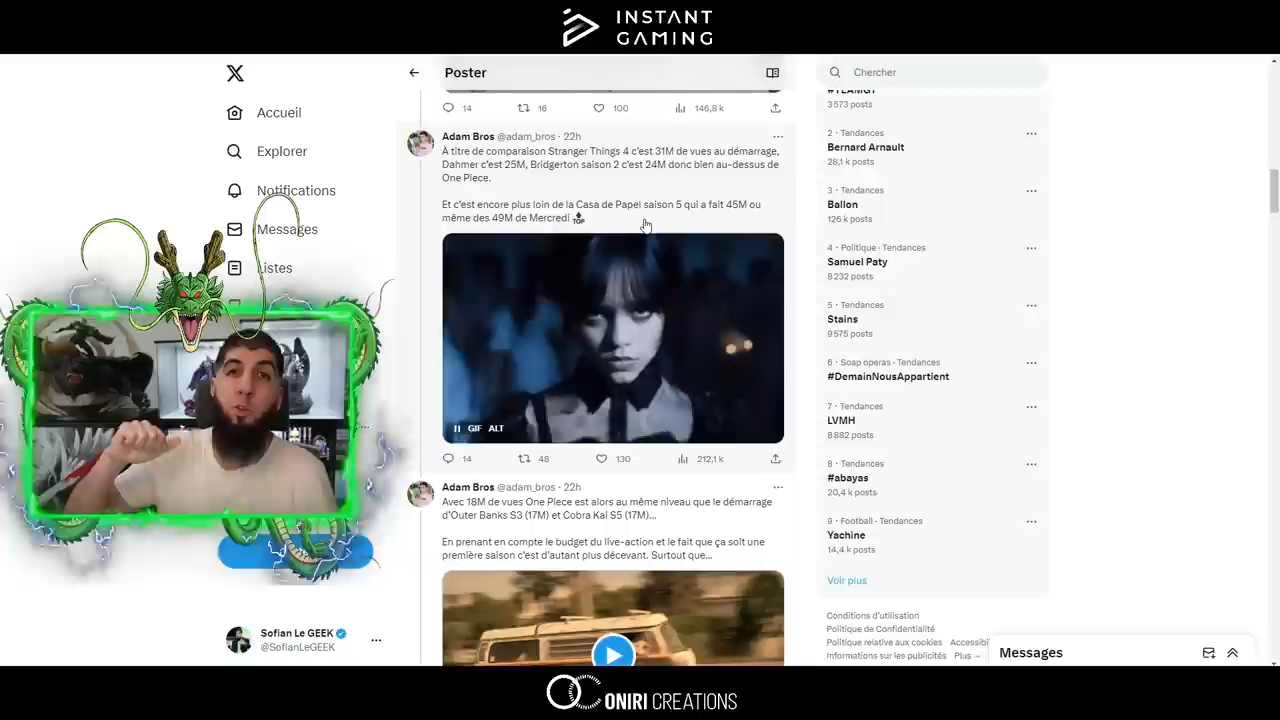 INSTANT
GAMING
Accueil
Explorer
Notifications
Messages
Listes
Sofian Le GEEK
@SofianLeGEEK
Poster
14 16 100 146,8 k
Adam Bros @adam_bros · 22h
À titre de comparaison Stranger Things 4 c'est 31M de vues au démarrage,
Dahmer c'est 25M, Bridgerton saison 2 c'est 24M donc bien au-dessus de
One Piece.
Et c'est encore plus loin de la Casa de Papel saison 5 qui a fait 45M ou
même des 49M de Mercredi
TOP
GIF ALT
14 48 130 212,1 k
Adam Bros @adam_bros · 22h
Avec 18M de vues One Piece est alors au même niveau que le démarrage
d'Outer Banks S3 (17M) et Cobra Kaï S5 (17M)...
En prenant en compte le budget du live-action et le fait que ça soit une
première saison c'est d'autant plus décevant. Surtout que...
Chercher
3 573 posts
2 · Tendances
Bernard Arnault
28,1 k posts
3 · Tendances
Ballon
126 k posts
4 · Politique · Tendances
Samuel Paty
8 232 posts
5 · Tendances
Stains
9 575 posts
6 · Soap operas · Tendances
#DemainNousAppartient
7 · Tendances
LVMH
8 882 posts
8 · Tendances
#abayas
20,4 k posts
9 · Football · Tendances
Yachine
14,4 k posts
Voir plus
Conditions d'utilisation
Politique de Confidentialité
Politique relative aux cookies Accessibi
Informations sur les publicités Plus
Messages
ONIRI CREATIONS